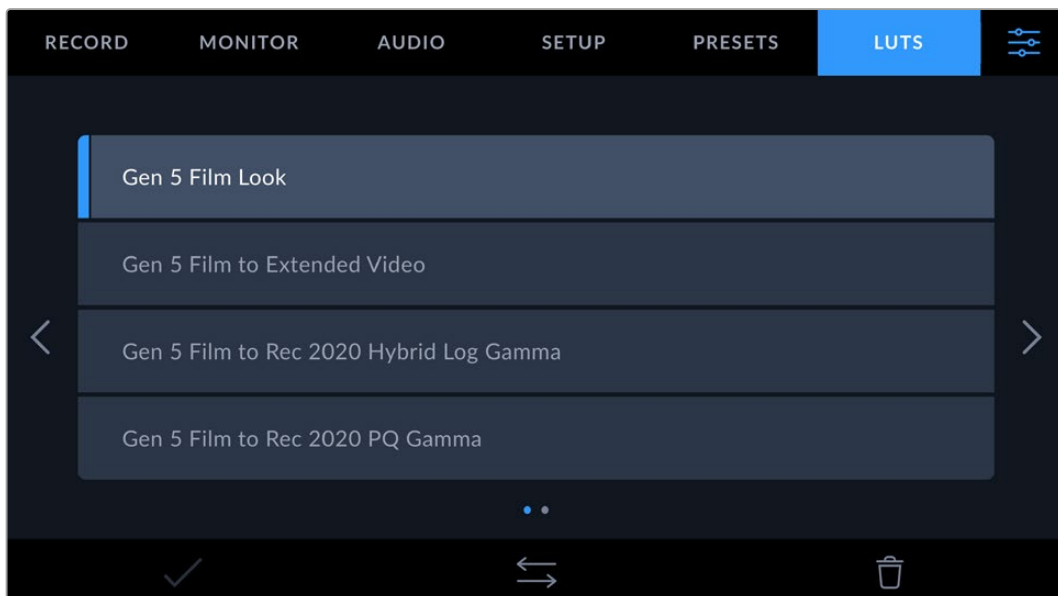 RECORD MONITOR AUDIO SETUP PRESETS LUTS
Gen 5 Film Look
Gen 5 Film to Extended Video
Gen 5 Film to Rec 2020 Hybrid Log Gamma
Gen 5 Film to Rec 2020 PQ Gamma